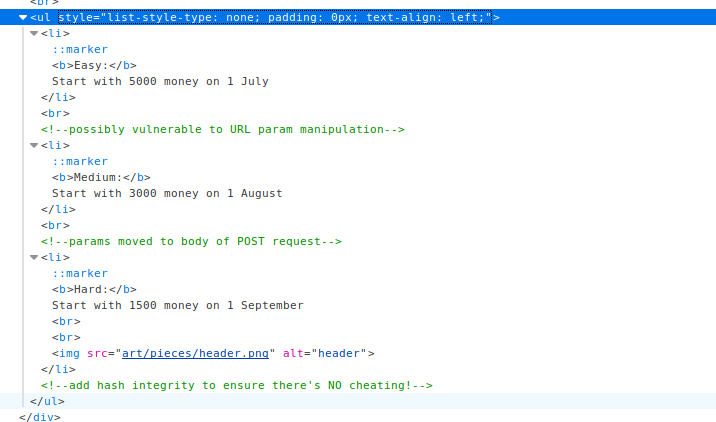 <br>
<ul style="list-style-type: none; padding: 0px; text-align: left;">
<li>
::marker
<b>Easy:</b>
Start with 5000 money on 1 July
</li>
<br>
<!--possibly vulnerable to URL param manipulation-->
<li>
::marker
<b>Medium:</b>
Start with 3000 money on 1 August
</li>
<br>
<!--params moved to body of POST request-->
<li>
::marker
<b>Hard:</b>
Start with 1500 money on 1 September
<br>
<br>
<img src="art/pieces/header.png" alt="header">
</li>
<!--add hash integrity to ensure there's NO cheating!-->
</ul>
</div>